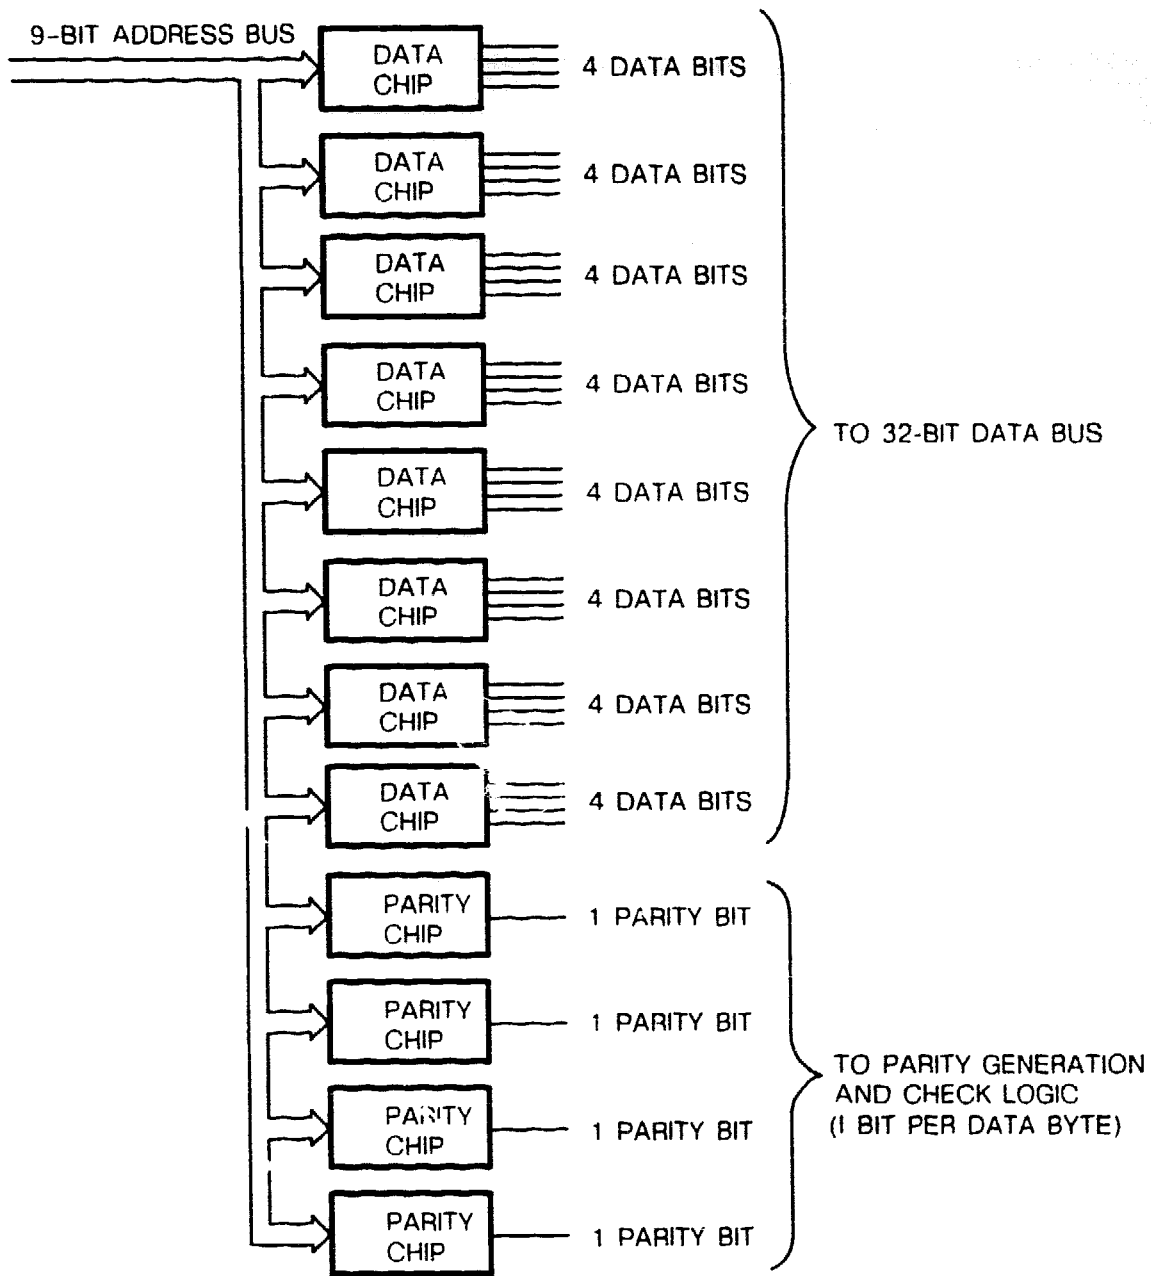 9-BIT ADDRESS BUS
DATA
CHIP
4 DATA BITS
DATA
CHIP
4 DATA BITS
DATA
CHIP
4 DATA BITS
DATA
CHIP
4 DATA BITS
DATA
CHIP
4 DATA BITS
DATA
CHIP
4 DATA BITS
DATA
CHIP
4 DATA BITS
DATA
CHIP
4 DATA BITS
TO 32-BIT DATA BUS
PARITY
CHIP
1 PARITY BIT
PARITY
CHIP
1 PARITY BIT
PARITY
CHIP
1 PARITY BIT
PARITY
CHIP
1 PARITY BIT
TO PARITY GENERATION
AND CHECK LOGIC
(1 BIT PER DATA BYTE)